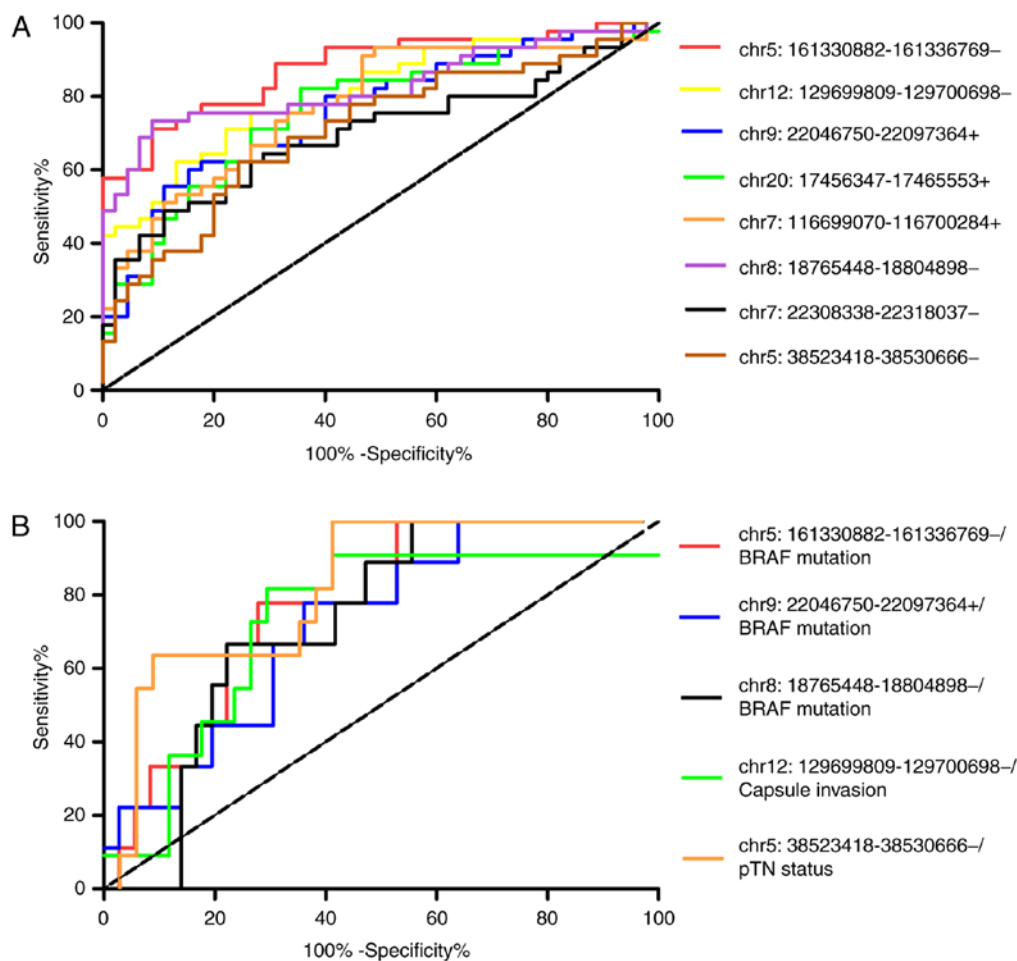 A
100
80
60
40
20
0
Sensitivity%
0 20 40 60 80 100
100% -Specificity%
chr5: 161330882-161336769–
chr12: 129699809-129700698–
chr9: 22046750-22097364+
chr20: 17456347-17465553+
chr7: 116699070-116700284+
chr8: 18765448-18804898–
chr7: 22308338-22318037–
chr5: 38523418-38530666–
B
100
80
60
40
20
0
Sensitivity%
0 20 40 60 80 100
100% -Specificity%
chr5: 161330882-161336769–/
BRAF mutation
chr9: 22046750-22097364+/
BRAF mutation
chr8: 18765448-18804898–/
BRAF mutation
chr12: 129699809-129700698–/
Capsule invasion
chr5: 38523418-38530666–/
pTN status